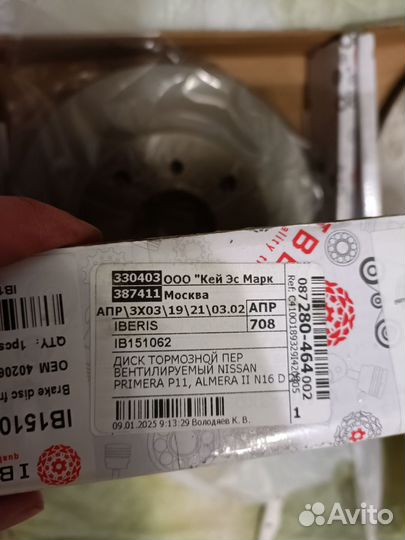 330403 ООО "Кей Эс Марк
387411 Москва
АПР\3Х03\19\21\03.02 АПР
IBERIS 708
IB151062
ДИСК ТОРМОЗНОЙ ПЕР
ВЕНТИЛИРУЕМЫЙ NISSAN
PRIMERA P11, ALMERA II N16 D
09.01.2025 9:13:29 Володяев К. В.
087280-464002
1
QTY: 1pcs
OEM 40206
Brake disc fr
IB1510
Avito